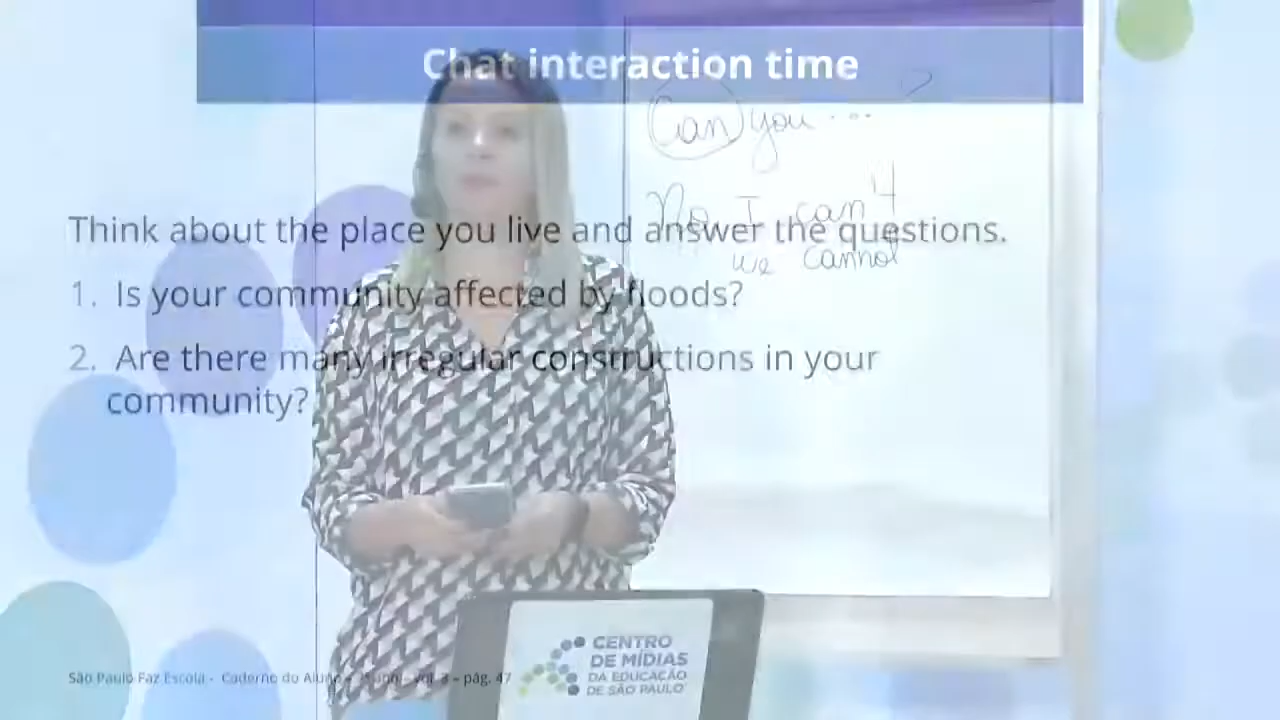 Chat interaction time
Can you ... ?
No, I can't
we cannot
Think about the place you live and answer the questions.
1. Is your community affected by floods?
2. Are there many irregular constructions in your
community?
São Paulo Faz Escola - Caderno do Aluno - vol. 3 – pág. 47
CENTRO
DE MÍDIAS
DA EDUCAÇÃO
DE SÃO PAULO